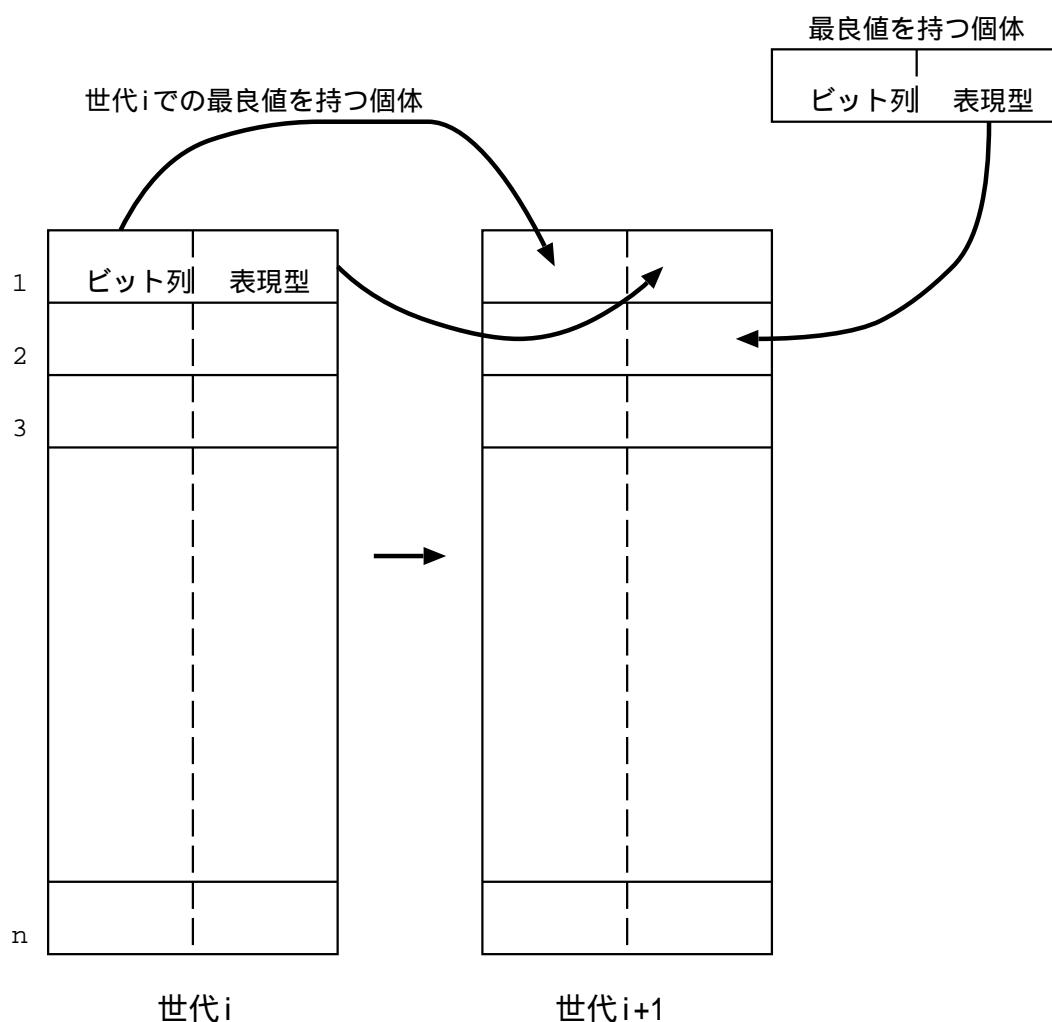 最良値を持つ個体
ビット列 表現型
世代iでの最良値を持つ個体
1 ビット列 表現型
2
3
n
世代i 世代i+1